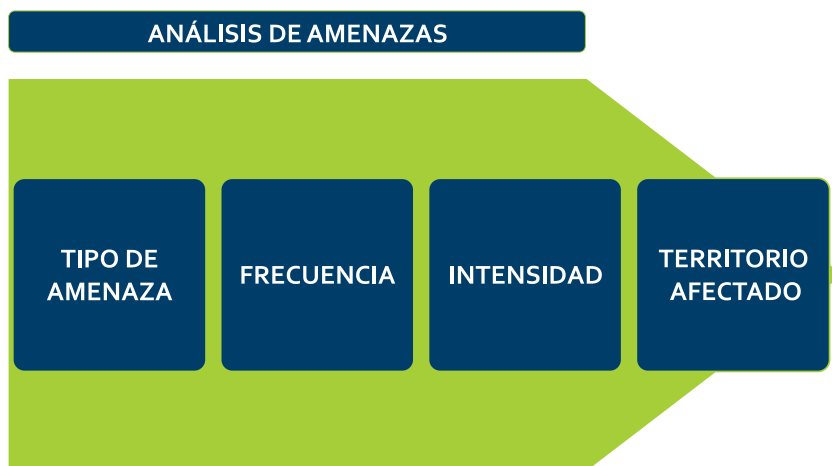 ANÁLISIS DE AMENAZAS
TIPO DE
AMENAZA
FRECUENCIA
INTENSIDAD
TERRITORIO
AFECTADO